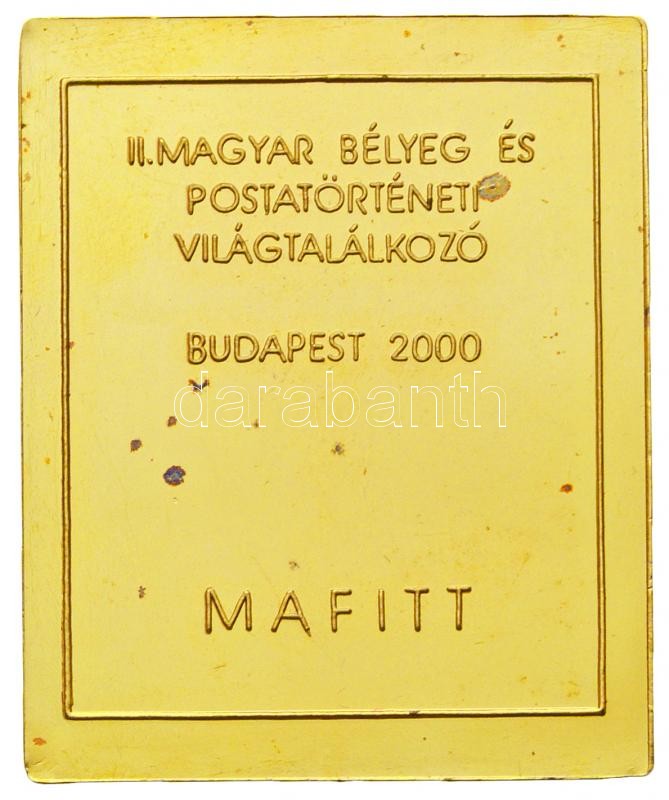 II.MAGYAR BÉLYEG ÉS
POSTATÖRTÉNETI
VILÁGTALÁLKOZÓ
BUDAPEST 2000
darabanth
MAFITT